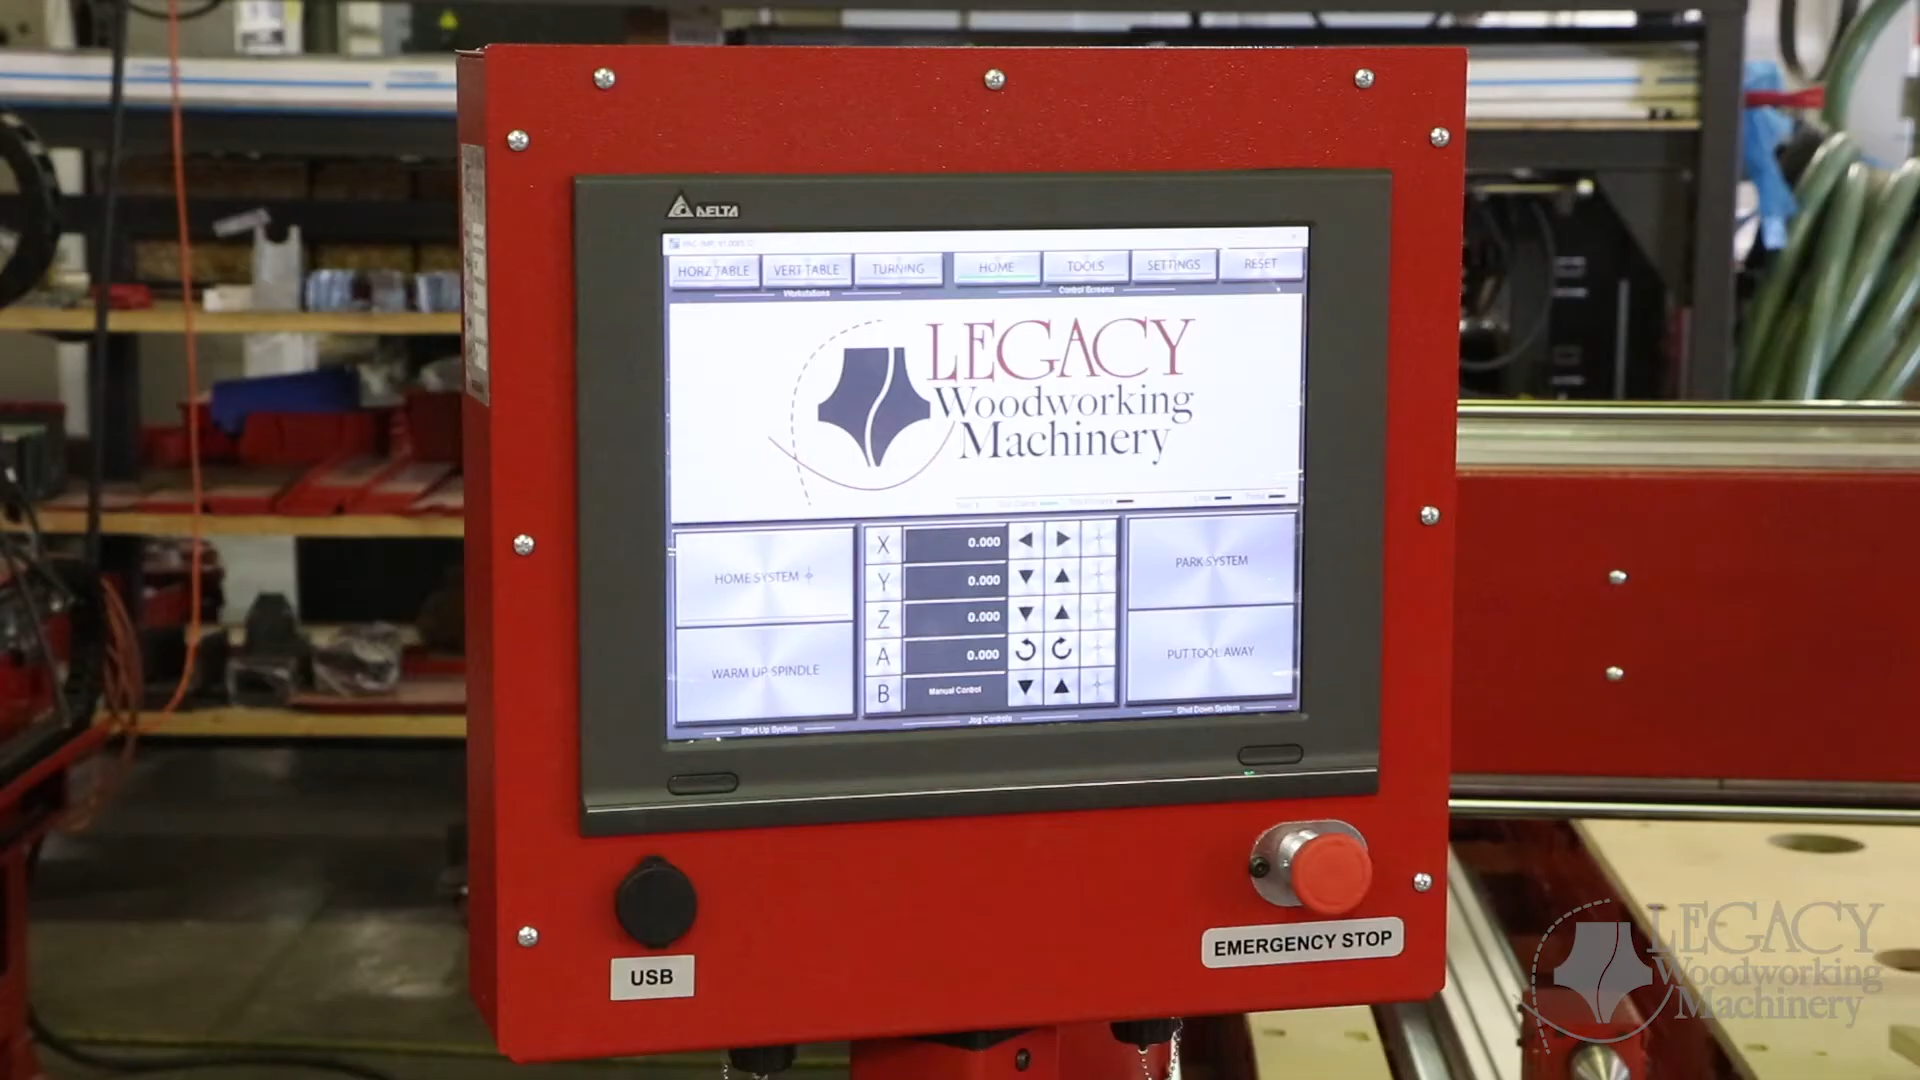 DELTA
HORZ TABLE VERT TABLE TURNING HOME TOOLS SETTINGS RESET
Workstations Control Screens
LEGACY
Woodworking
Machinery
HOME SYSTEM
WARM UP SPINDLE
Start Up System
X 0.000
Y 0.000
Z 0.000
A 0.000
B Manual Control
Jog Controls
PARK SYSTEM
PUT TOOL AWAY
Shut Down System
USB
EMERGENCY STOP
LEGACY
Woodworking
Machinery